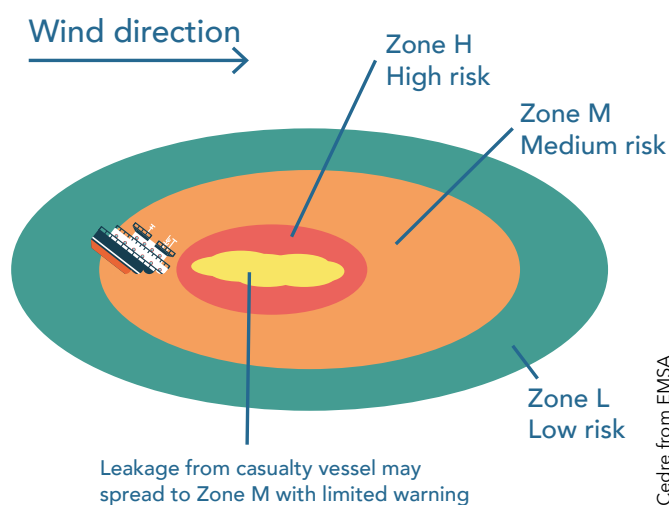 Wind direction
Zone H
High risk
Zone M
Medium risk
Zone L
Low risk
Leakage from casualty vessel may
spread to Zone M with limited warning
Cedre from EMSA